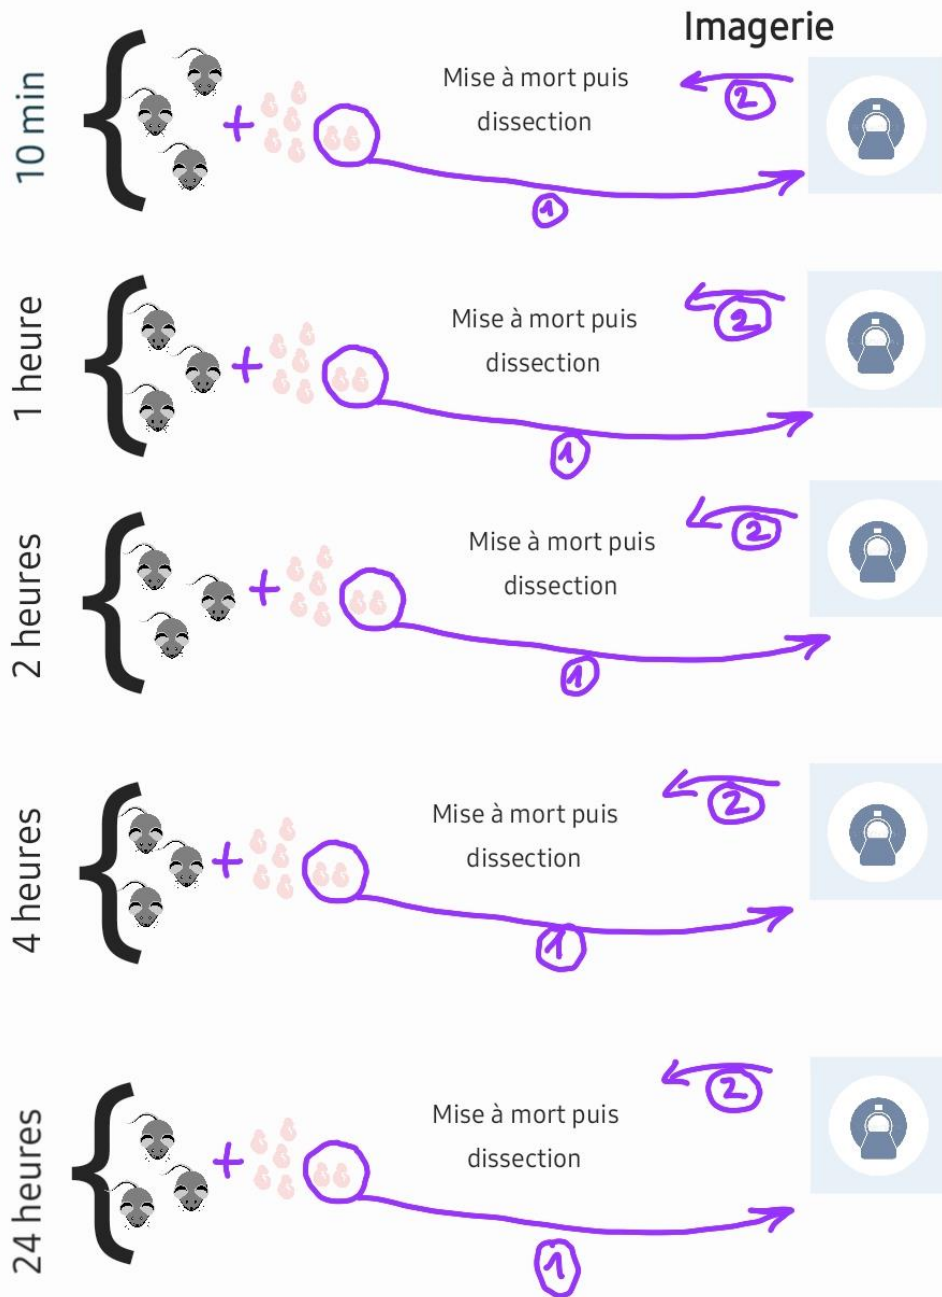 Imagerie
10 min
+
Mise à mort puis
dissection
2
1
1 heure
+
Mise à mort puis
dissection
2
1
2 heures
+
Mise à mort puis
dissection
2
1
4 heures
+
Mise à mort puis
dissection
2
1
24 heures
+
Mise à mort puis
dissection
2
1